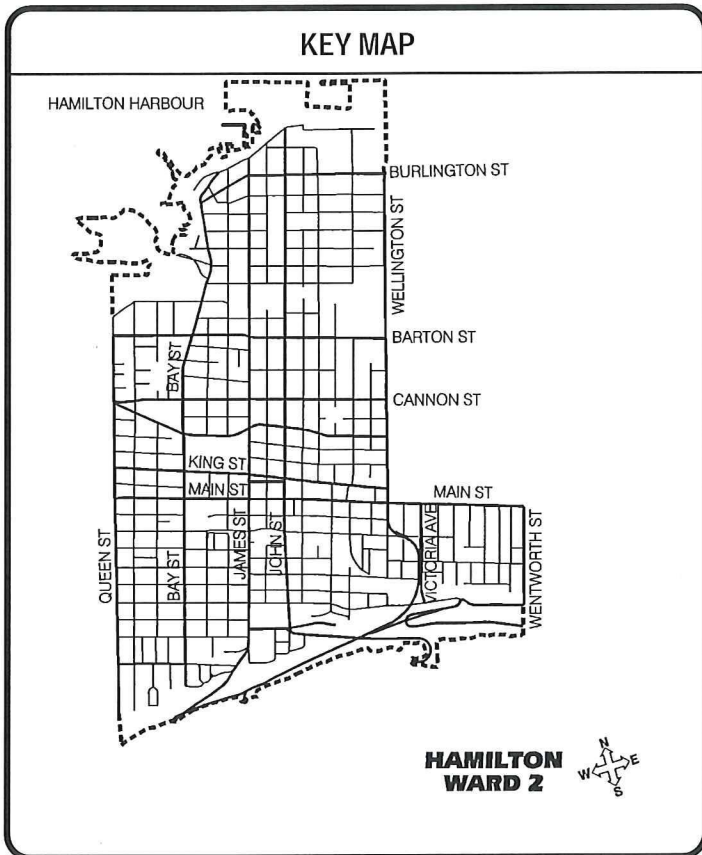 KEY MAP
HAMILTON HARBOUR
BURLINGTON ST
WELLINGTON ST
BARTON ST
BAY ST
CANNON ST
KING ST
MAIN ST
MAIN ST
QUEEN ST
BAY ST
JAMES ST
JOHN ST
VICTORIA AVE
WENTWORTH ST
HAMILTON
WARD 2
N
W
E
S